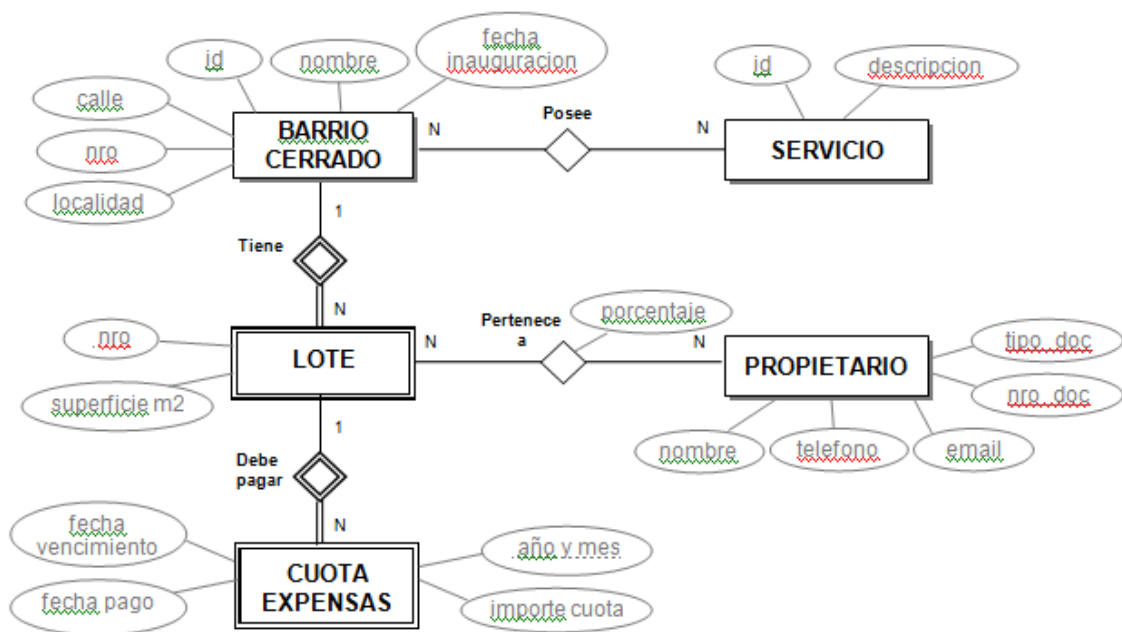 fecha
inauguracion
id
nombre
id
descripcion
calle
BARRIO
CERRADO
N
Posee
N
SERVICIO
nro
localidad
1
Tiene
N
nro
LOTE
N
Pertenece
a
porcentaje
N
PROPIETARIO
tipo_doc
nro_doc
superficie m2
nombre
telefono
email
1
Debe
pagar
N
fecha
vencimiento
CUOTA
EXPENSAS
año y mes
fecha pago
importe cuota